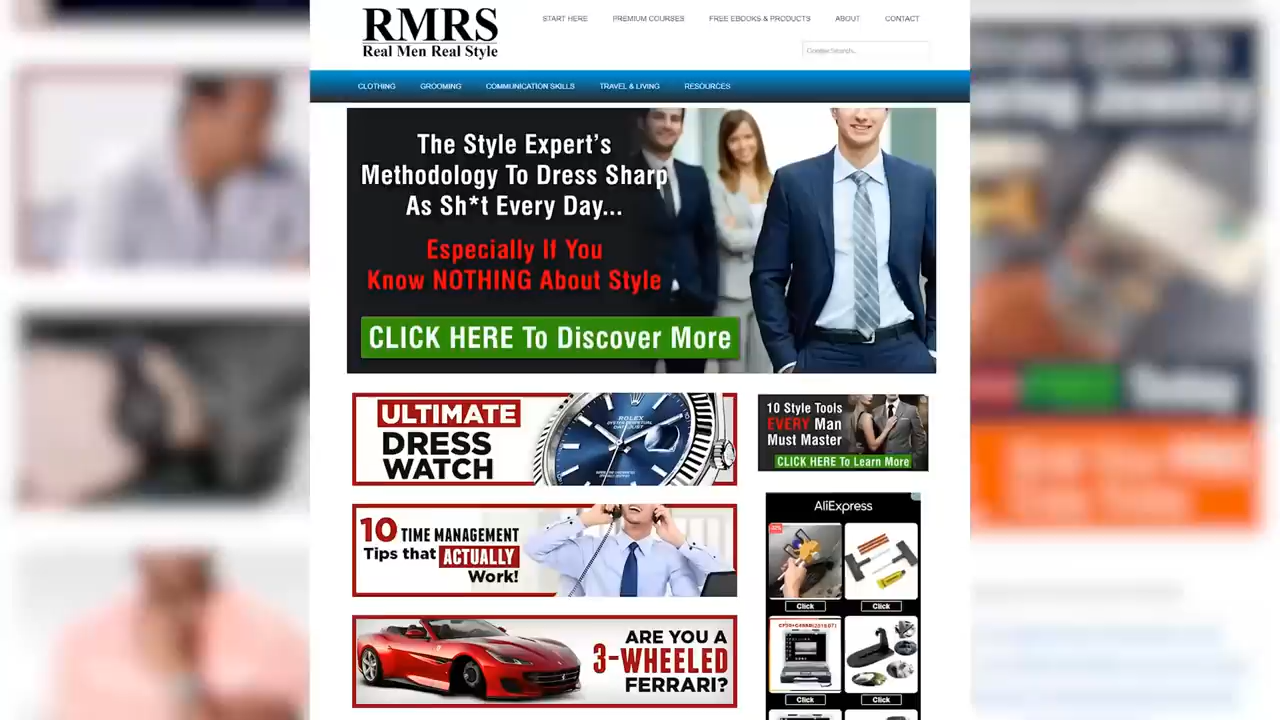 RMRS
Real Men Real Style
START HERE
PREMIUM COURSES
FREE EBOOKS & PRODUCTS
ABOUT
CONTACT
CLOTHING
GROOMING
COMMUNICATION SKILLS
TRAVEL & LIVING
RESOURCES
The Style Expert's
Methodology To Dress Sharp
As Sh*t Every Day...
Especially If You
Know NOTHING About Style
CLICK HERE To Discover More
ULTIMATE
DRESS
WATCH
ROLEX
10 Style Tools
EVERY Man
Must Master
CLICK HERE To Learn More
10 TIME MANAGEMENT
Tips that ACTUALLY
Work!
ARE YOU A
3-WHEELED
FERRARI?
AliExpress
Click
Click
Click
Click